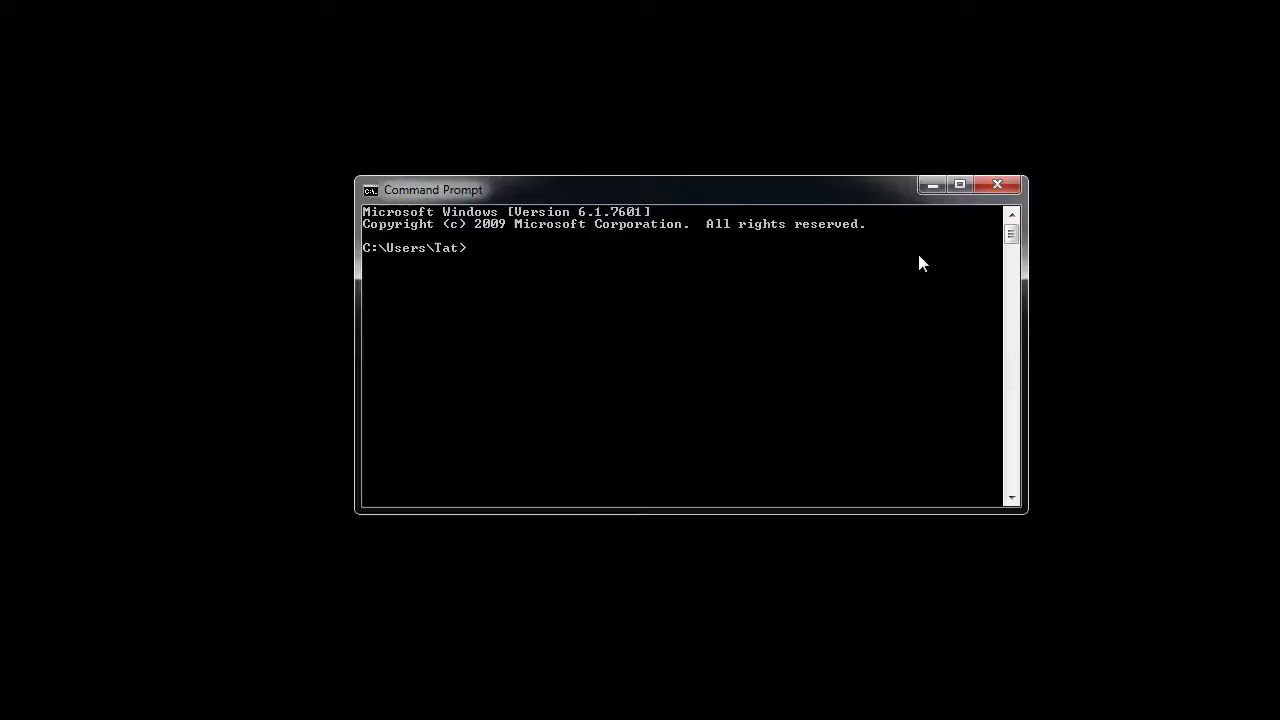 Command Prompt
Microsoft Windows [Version 6.1.7601]
Copyright (c) 2009 Microsoft Corporation.  All rights reserved.
C:\Users\Tat>